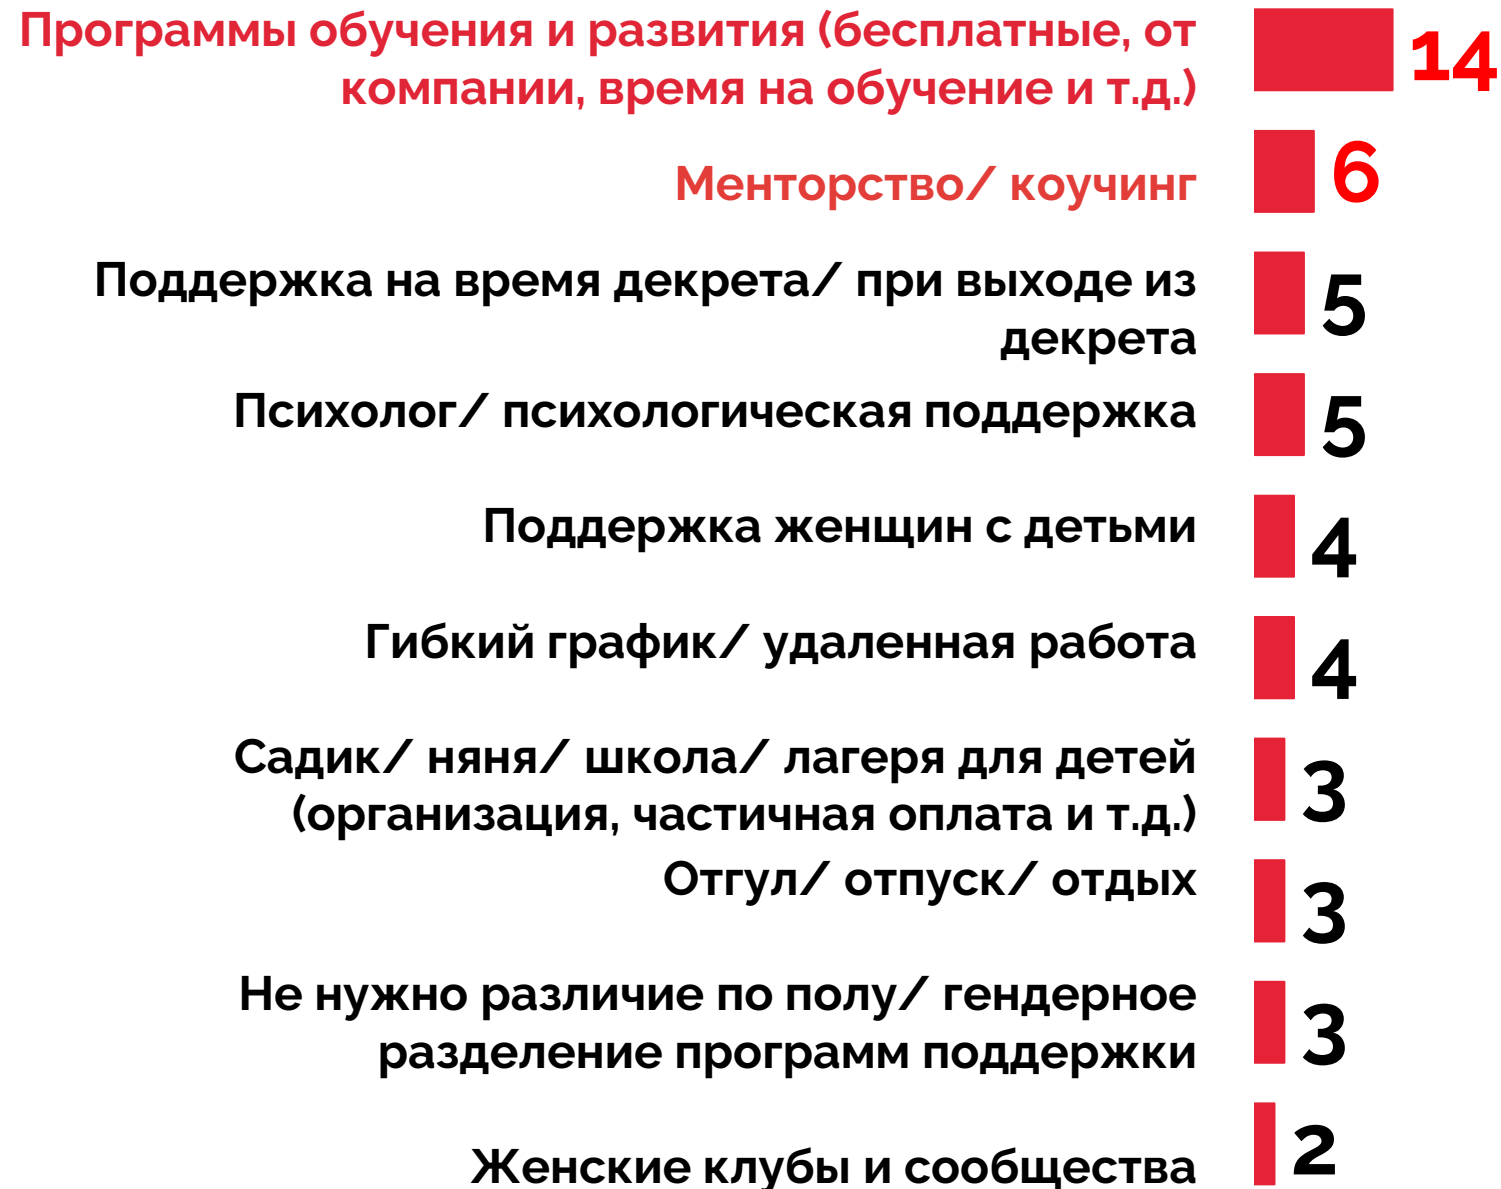 Программы обучения и развития (бесплатные, от
компании, время на обучение и т.д.)
14
Менторство/ коучинг
6
Поддержка на время декрета/ при выходе из
декрета
5
Психолог/ психологическая поддержка
5
Поддержка женщин с детьми
4
Гибкий график/ удаленная работа
4
Садик/ няня/ школа/ лагеря для детей
(организация, частичная оплата и т.д.)
3
Отгул/ отпуск/ отдых
3
Не нужно различие по полу/ гендерное
разделение программ поддержки
3
Женские клубы и сообщества
2